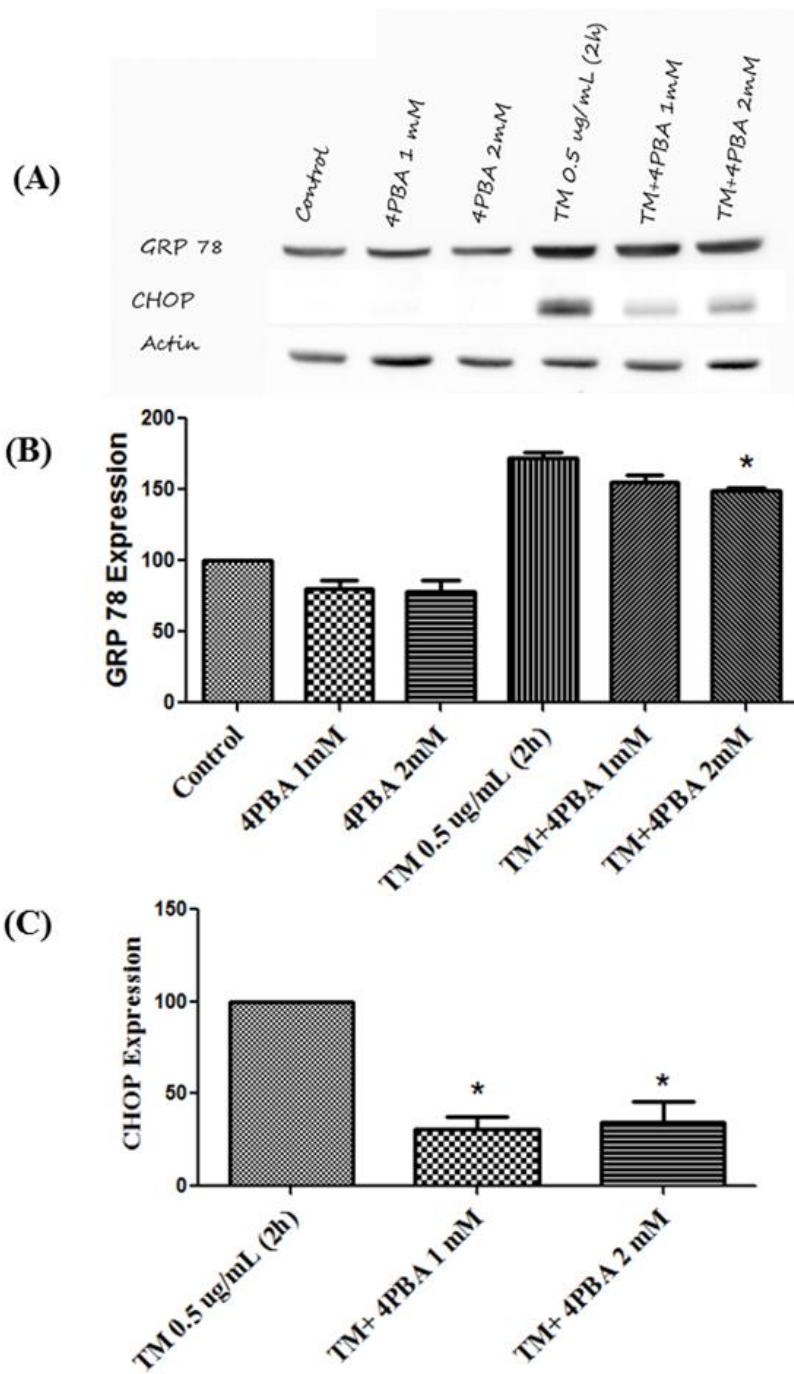 (A)
Control
4PBA 1 mM
4PBA 2mM
TM 0.5 ug/mL (2h)
TM+4PBA 1mM
TM+4PBA 2mM
GRP 78
CHOP
Actin
(B)
GRP 78 Expression
200
150
100
50
0
*
Control
4PBA 1mM
4PBA 2mM
TM 0.5 ug/mL (2h)
TM+4PBA 1mM
TM+4PBA 2mM
(C)
CHOP Expression
150
100
50
0
*
*
TM 0.5 ug/mL (2h)
TM+ 4PBA 1 mM
TM+ 4PBA 2 mM